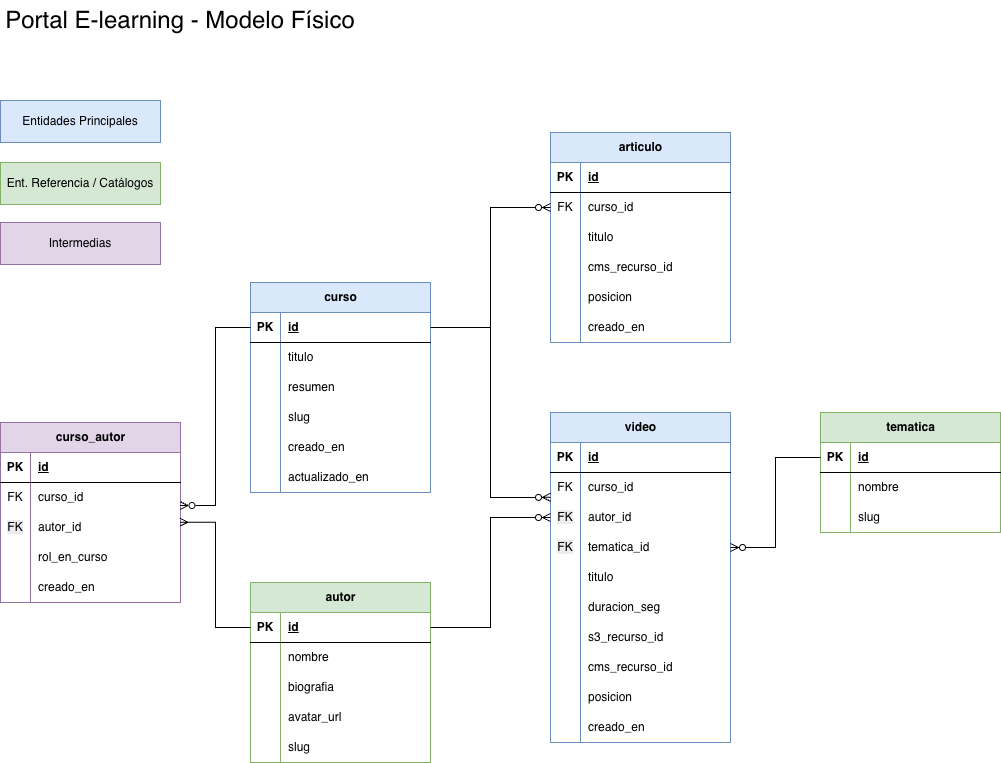 Portal E-learning - Modelo Físico
Entidades Principales
Ent. Referencia / Catálogos
Intermedias
articulo
PK id
FK curso_id
titulo
cms_recurso_id
posicion
creado_en
curso
PK id
titulo
resumen
slug
creado_en
actualizado_en
curso_autor
PK id
FK curso_id
FK autor_id
rol_en_curso
creado_en
video
PK id
FK curso_id
FK autor_id
FK tematica_id
titulo
duracion_seg
s3_recurso_id
cms_recurso_id
posicion
creado_en
tematica
PK id
nombre
slug
autor
PK id
nombre
biografia
avatar_url
slug